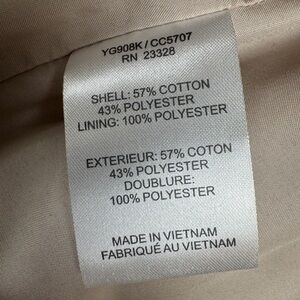 YG908K / CC5707
RN 23328
SHELL: 57% COTTON
43% POLYESTER
LINING: 100% POLYESTER
EXTERIEUR: 57% COTON
43% POLYESTER
DOUBLURE:
100% POLYESTER
MADE IN VIETNAM
FABRIQUÉ AU VIETNAM